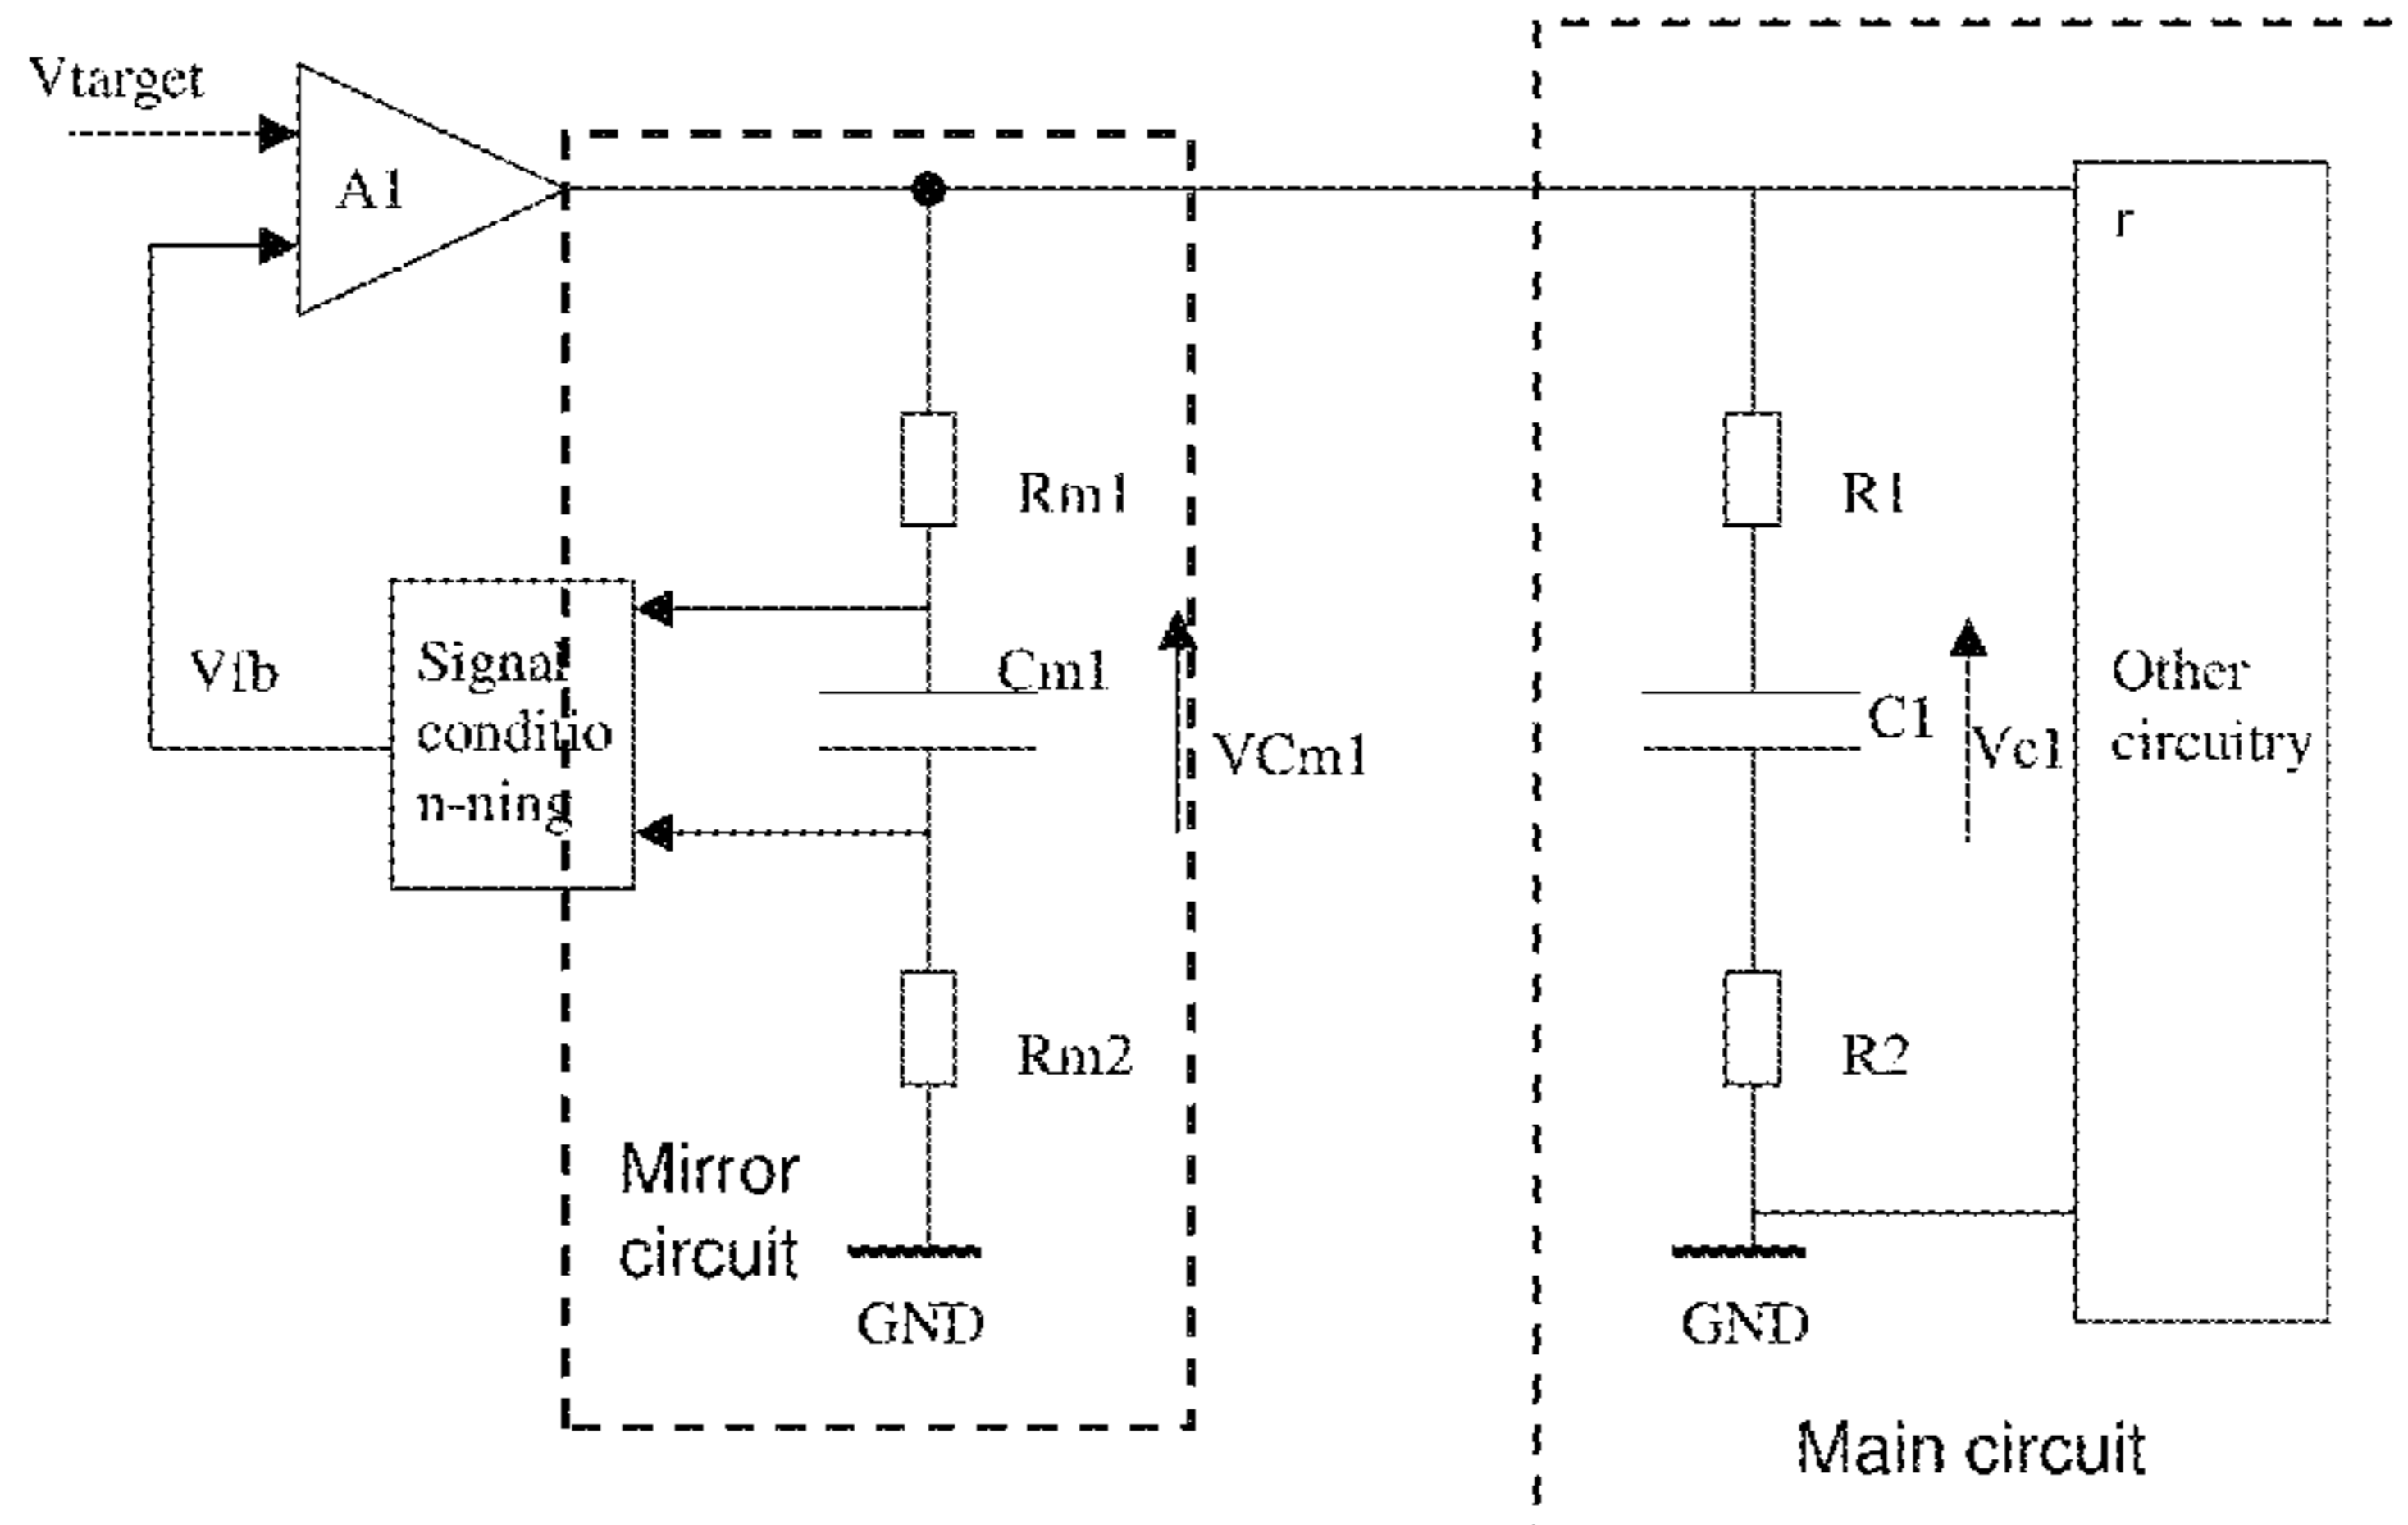 Vtarget
A1
r
Rm1
R1
Vfb
Signal
conditio
n-ning
Cm1
VCm1
C1
Vc1
Other
circuitry
Rm2
R2
Mirror
circuit
GND
GND
Main circuit